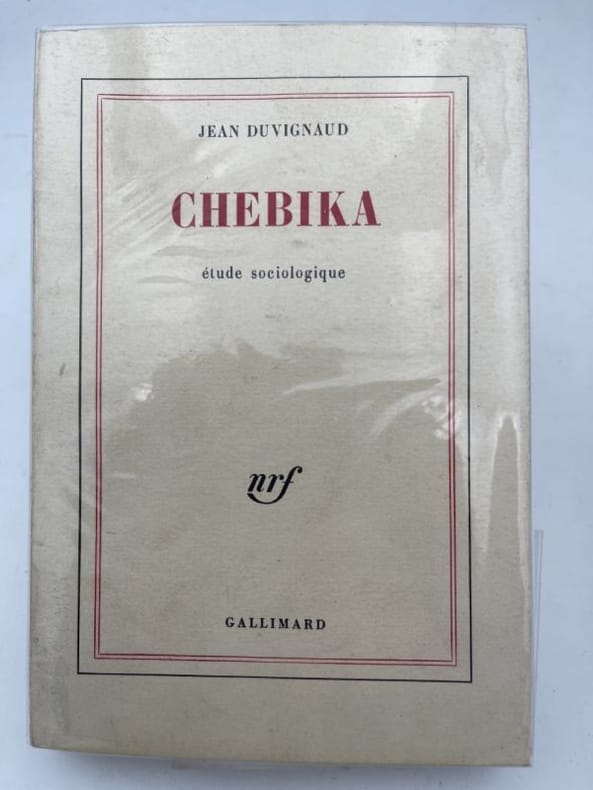 JEAN DUVIGNAUD
CHEBIKA
étude sociologique
nrf
GALLIMARD